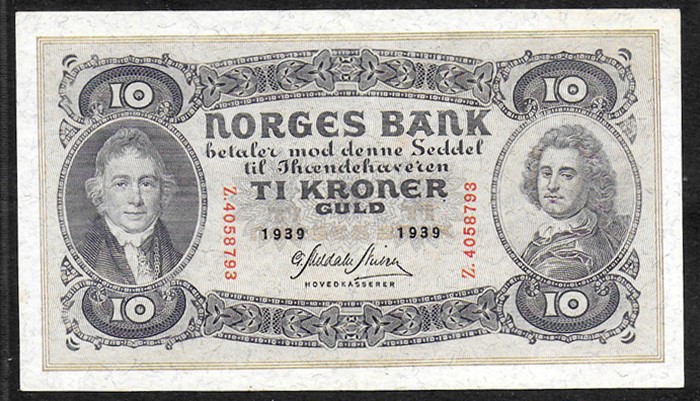 10 10
NORGES BANK
betaler mod denne Seddel
til Ihændehaveren
TI KRONER
GULD
1939 1939
Z.4058793 Z.4058793
HOVEDKASSERER
10 10